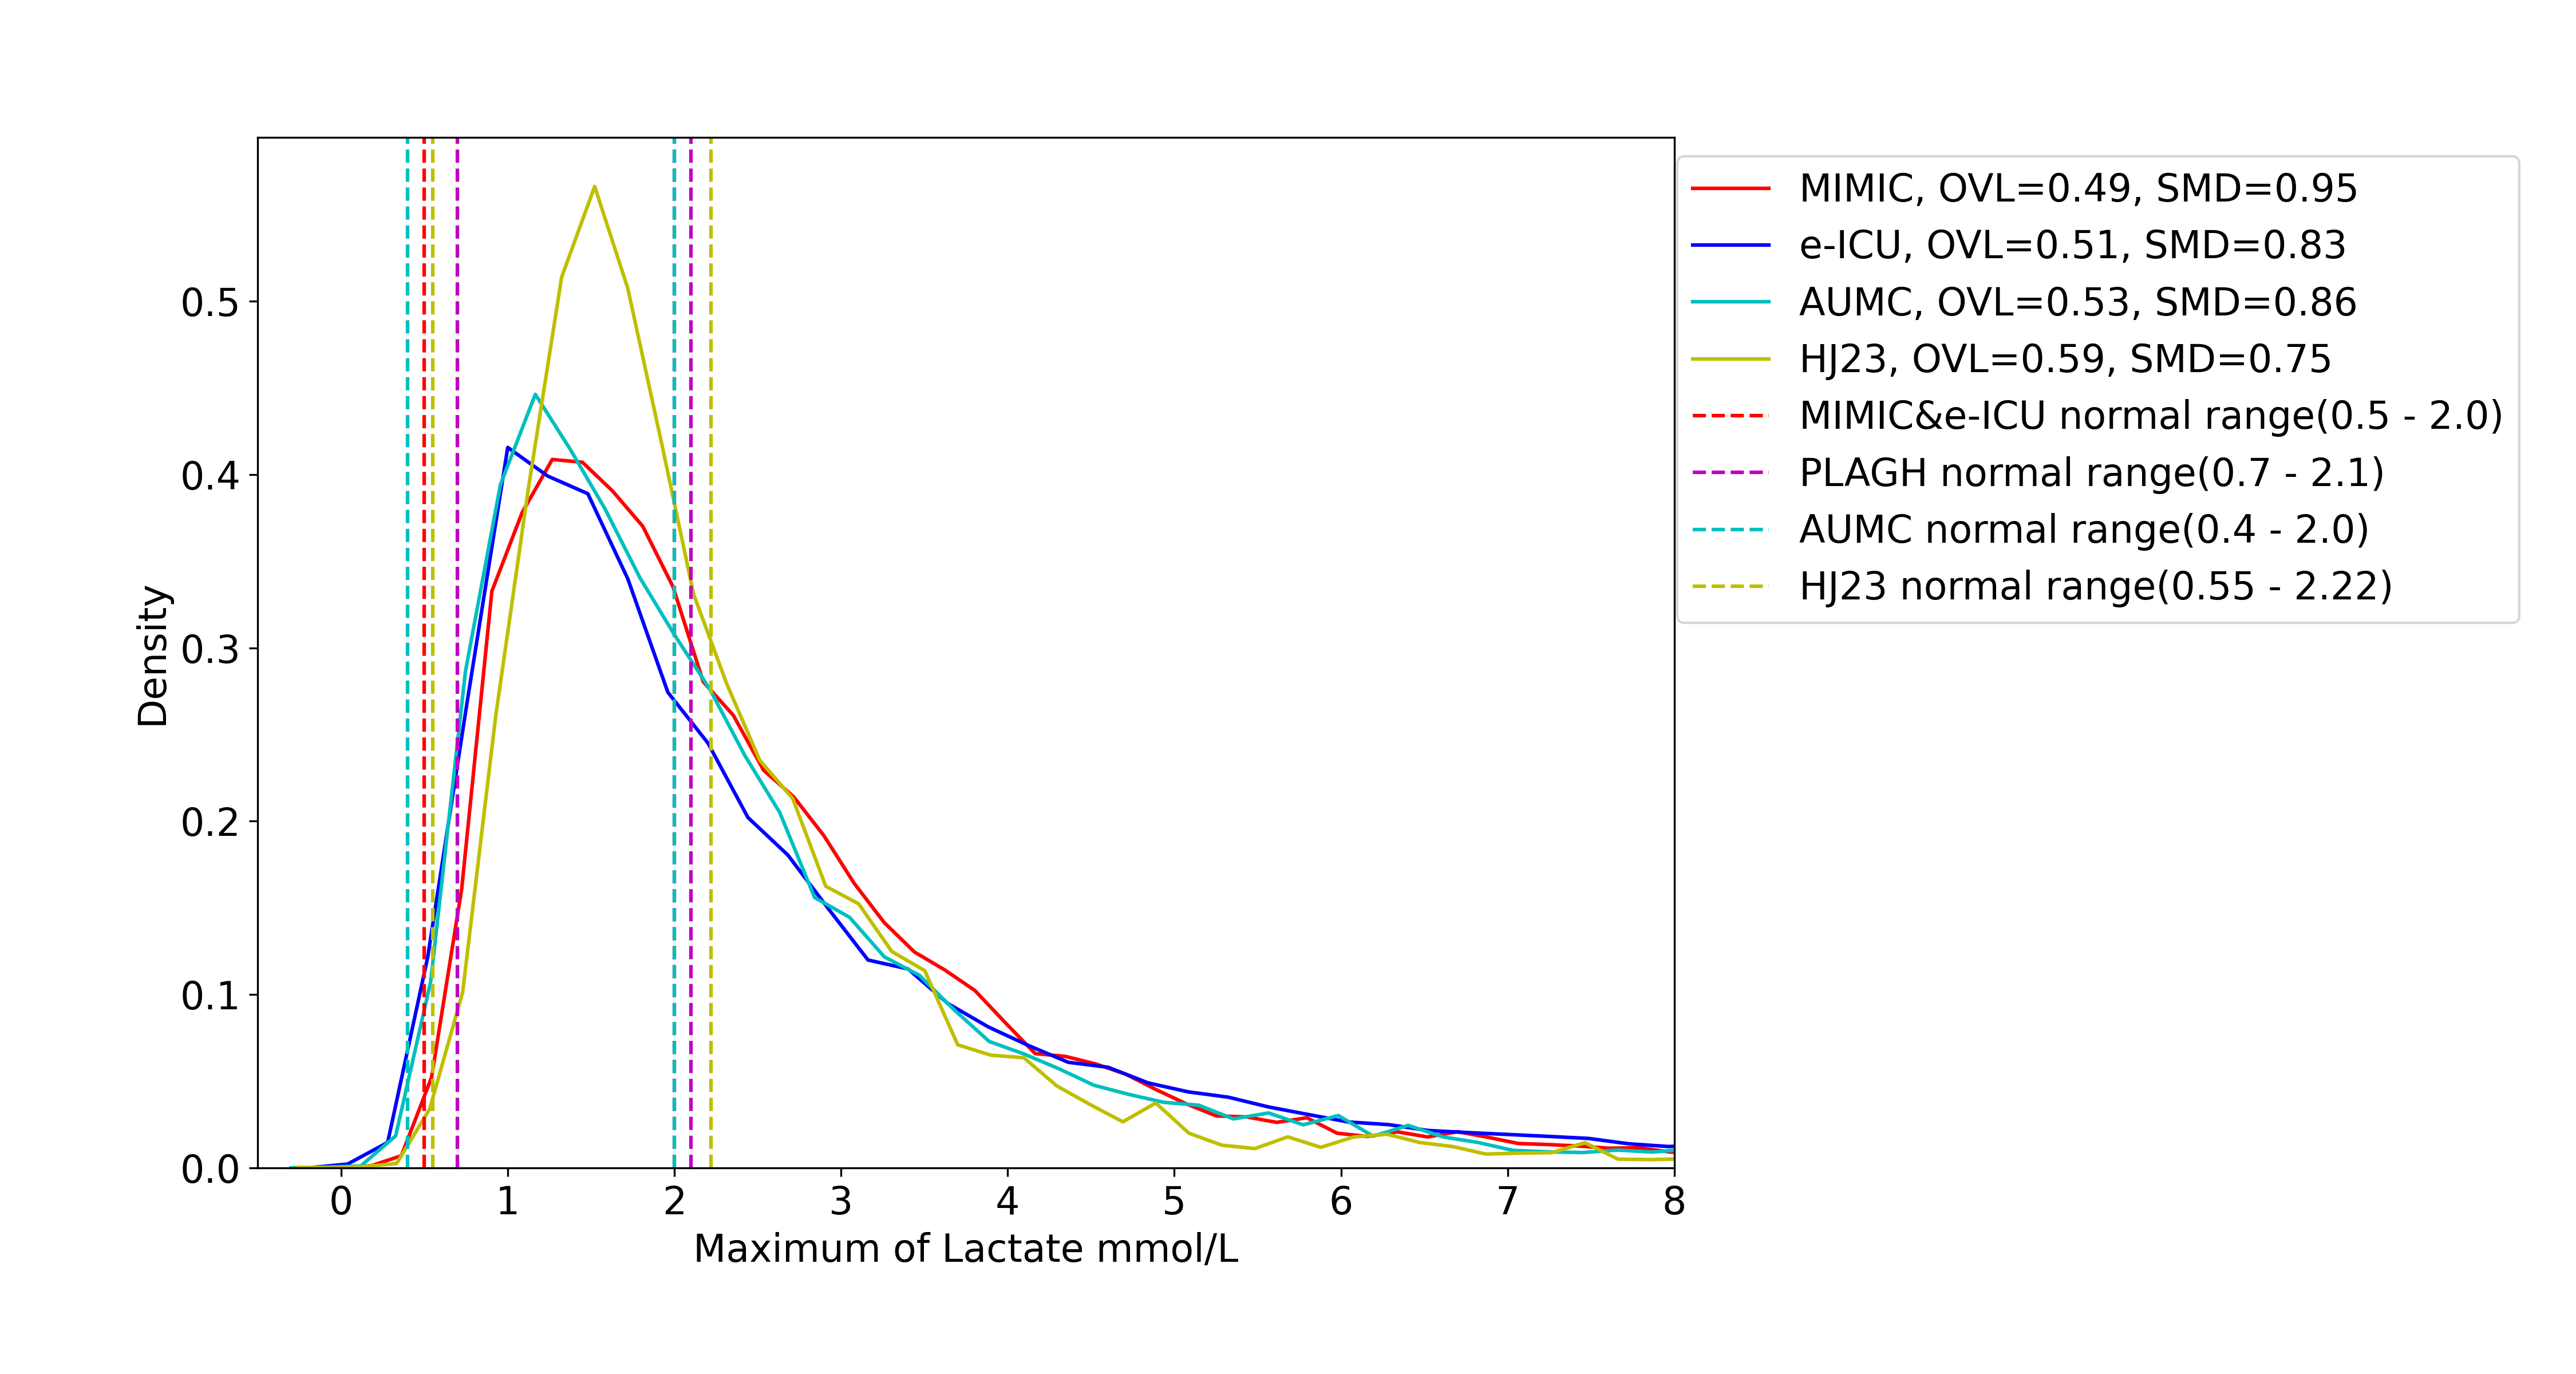 MIMIC, OVL=0.49, SMD=0.95
e-ICU, OVL=0.51, SMD=0.83
AUMC, OVL=0.53, SMD=0.86
HJ23, OVL=0.59, SMD=0.75
MIMIC&e-ICU normal range(0.5 - 2.0)
PLAGH normal range(0.7 - 2.1)
AUMC normal range(0.4 - 2.0)
HJ23 normal range(0.55 - 2.22)
Density
0.5
0.4
0.3
0.2
0.1
0.0
0 1 2 3 4 5 6 7 8
Maximum of Lactate mmol/L